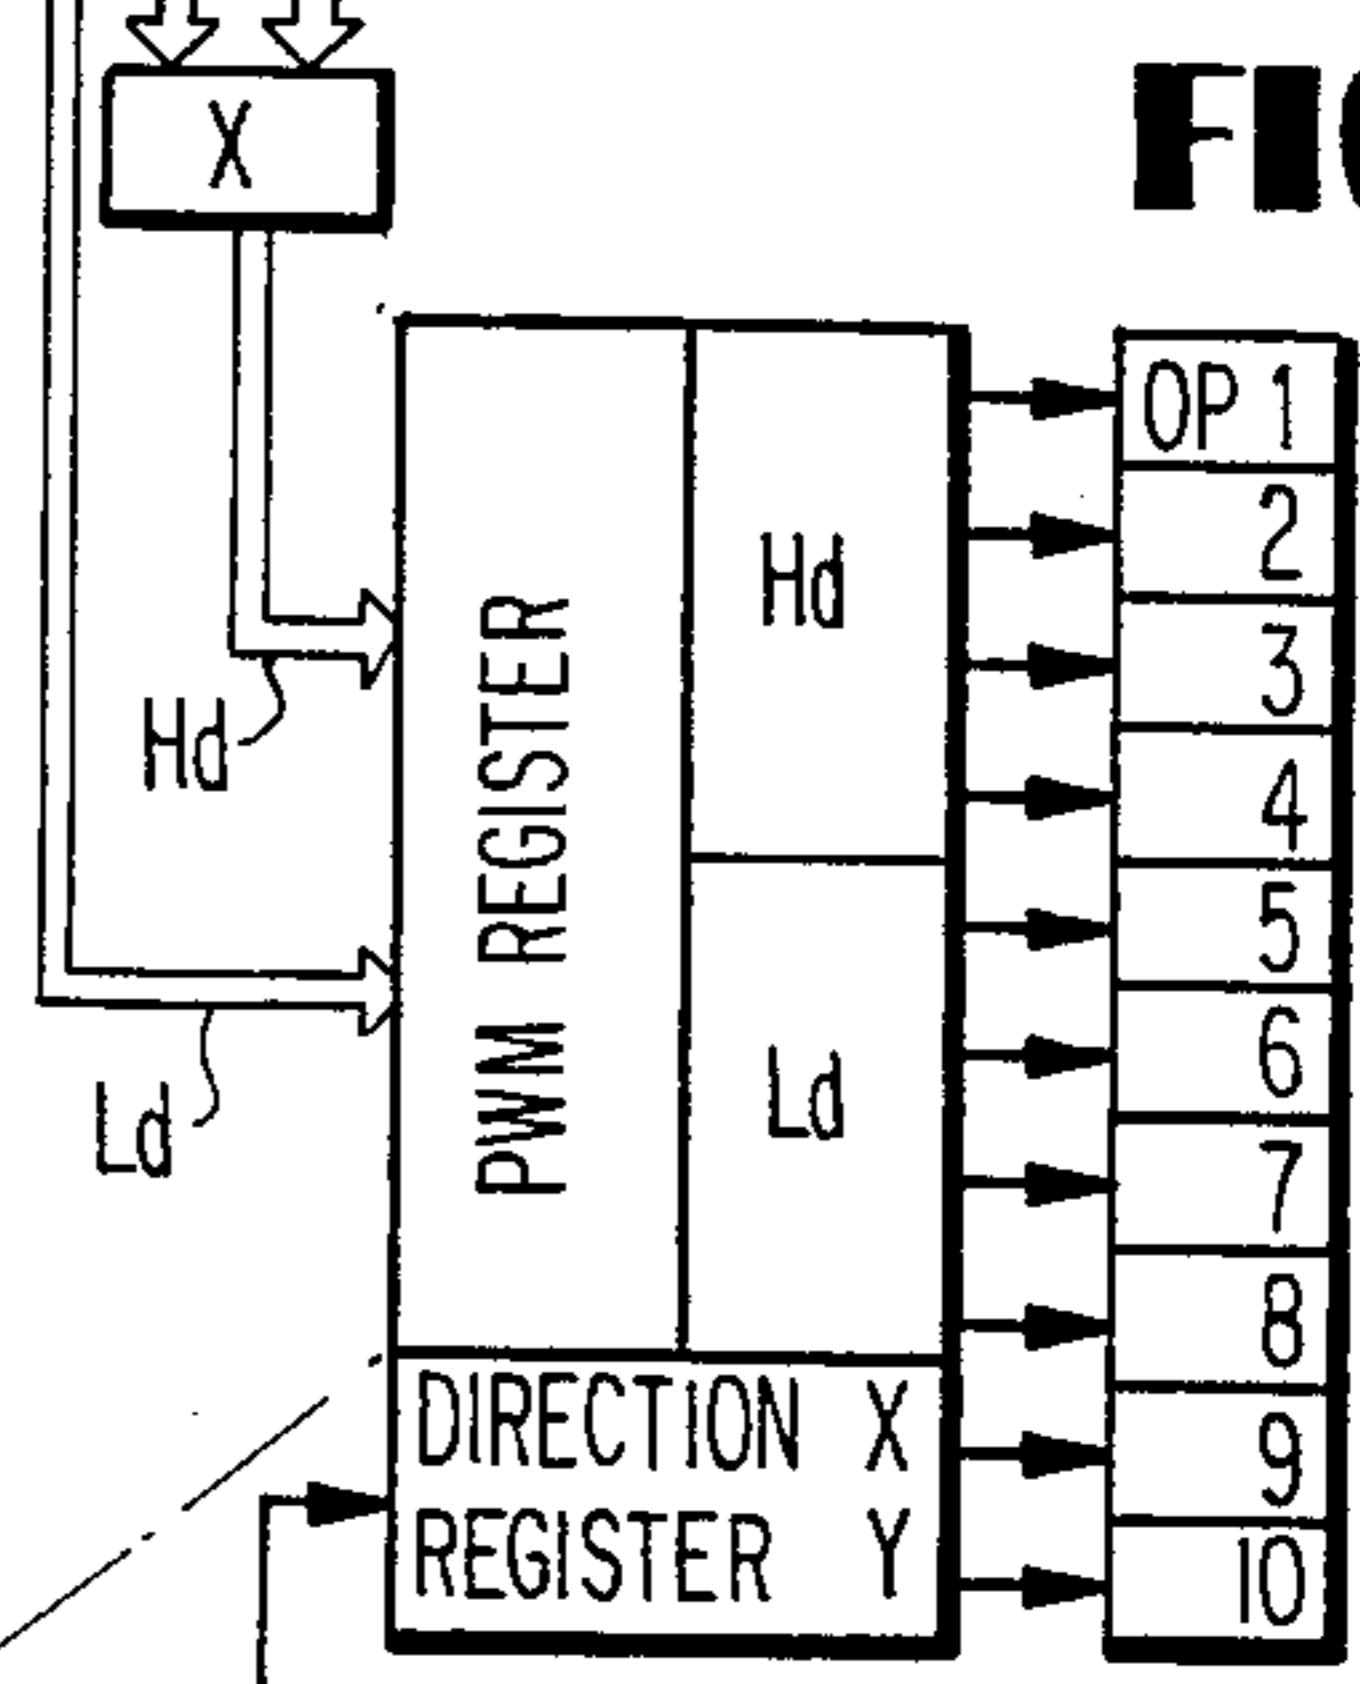 X
FIG
OP 1
2
3
4
5
6
7
8
9
10
Hd
Hd
PWM REGISTER
Ld
Ld
DIRECTION X
REGISTER Y